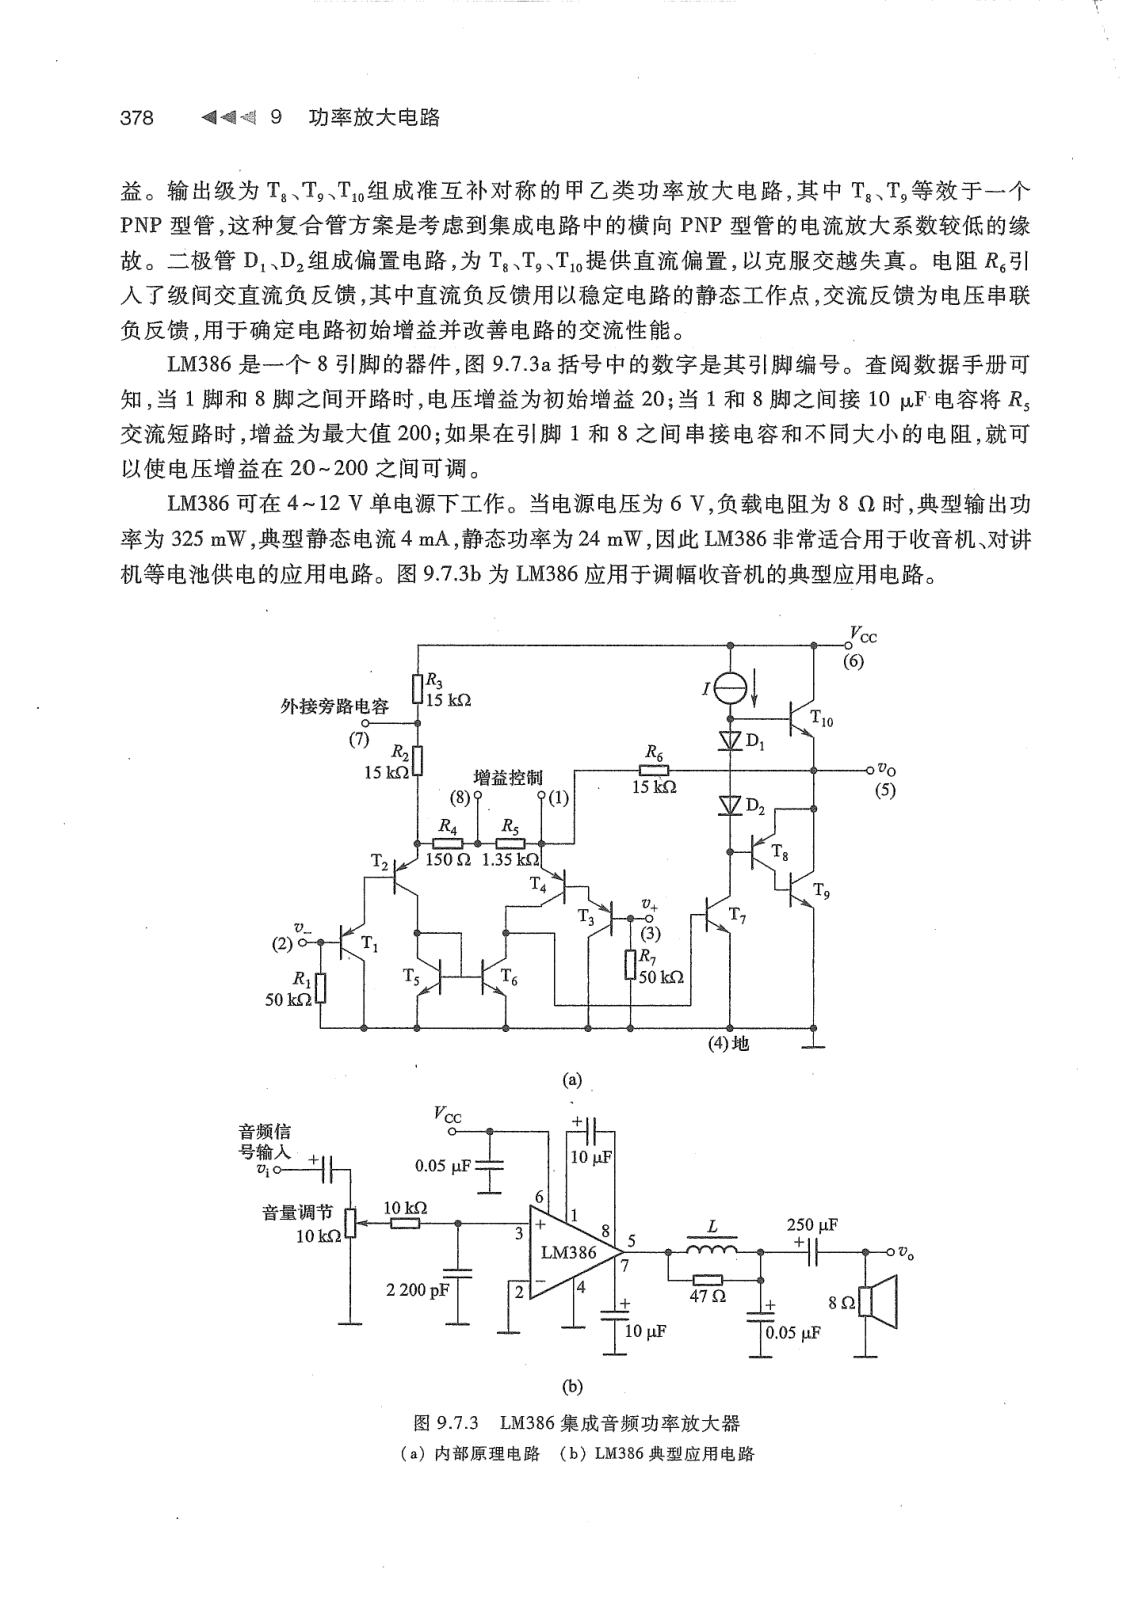 378 9 功率放大电路
益。输出级为 T₈、T₉、T₁₀组成准互补对称的甲乙类功率放大电路,其中 T₈、T₉等效于一个
PNP 型管,这种复合管方案是考虑到集成电路中的横向 PNP 型管的电流放大系数较低的缘
故。二极管 D₁、D₂组成偏置电路,为 T₈、T₉、T₁₀提供直流偏置,以克服交越失真。电阻 R₆引
入了级间交直流负反馈,其中直流负反馈用以稳定电路的静态工作点,交流反馈为电压串联
负反馈,用于确定电路初始增益并改善电路的交流性能。
LM386 是一个 8 引脚的器件,图 9.7.3a 括号中的数字是其引脚编号。查阅数据手册可
知,当 1 脚和 8 脚之间开路时,电压增益为初始增益 20;当 1 和 8 脚之间接 10 μF 电容将 R₅
交流短路时,增益为最大值 200;如果在引脚 1 和 8 之间串接电容和不同大小的电阻,就可
以使电压增益在 20~200 之间可调。
LM386 可在 4~12 V 单电源下工作。当电源电压为 6 V,负载电阻为 8 Ω 时,典型输出功
率为 325 mW,典型静态电流 4 mA,静态功率为 24 mW,因此 LM386 非常适合用于收音机、对讲
机等电池供电的应用电路。图 9.7.3b 为 LM386 应用于调幅收音机的典型应用电路。
V_CC
(6)
R₃
15 kΩ
I
外接旁路电容
(7)
T₁₀
D₁
R₂
15 kΩ
R₆
15 kΩ
v_O
(5)
增益控制
(8) (1)
D₂
R₄ R₅
150 Ω 1.35 kΩ
T₂
T₈
T₄
T₉
T₃
v₊
(3)
T₇
v₋
(2)
T₁
R₇
50 kΩ
R₁
50 kΩ
T₅ T₆
(4)地
(a)
V_CC
音频信
号输入
v_i
+
0.05 μF
+
10 μF
音量调节
10 kΩ
10 kΩ
6
1
3
+
8
LM386
5
7
−
2
4
2 200 pF
+
10 μF
L
47 Ω
250 μF
+
v_o
+
0.05 μF
8 Ω
(b)
图 9.7.3 LM386 集成音频功率放大器
(a) 内部原理电路 (b) LM386 典型应用电路